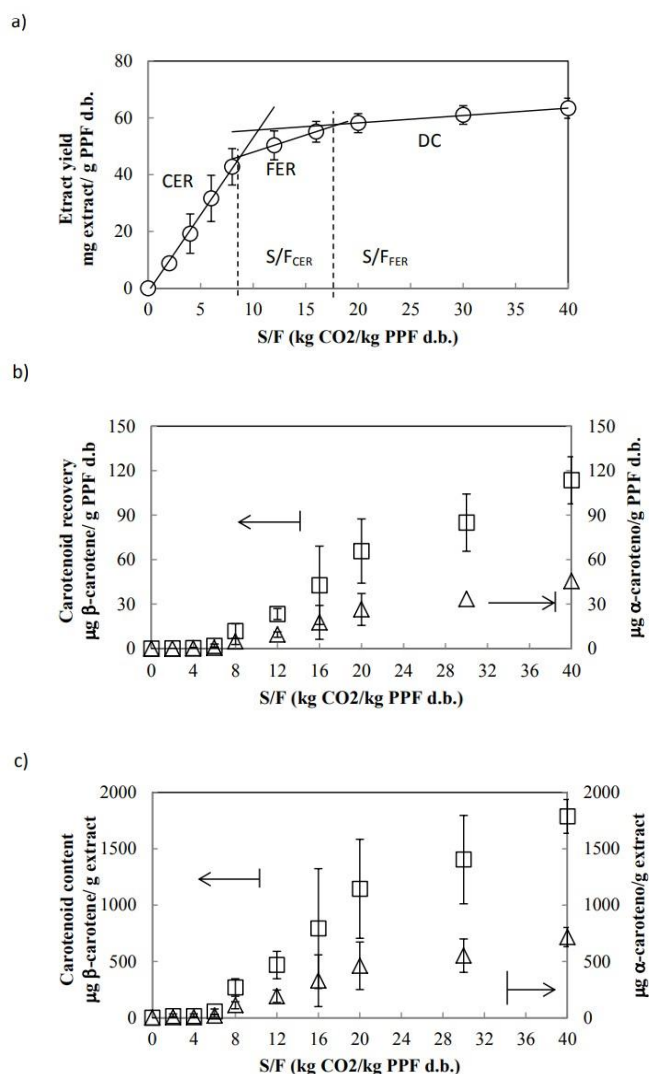 a)
80
60
40
20
0
Etract yield
mg extract/ g PPF d.b.
CER
FER
DC
S/F_CER
S/F_FER
0 5 10 15 20 25 30 35 40
S/F (kg CO2/kg PPF d.b.)
b)
150
120
90
60
30
0
Carotenoid recovery
µg β-carotene/ g PPF d.b
150
120
90
60
30
0
µg α-caroteno/g PPF d.b.
0 4 8 12 16 20 24 28 32 36 40
S/F (kg CO2/kg PPF d.b.)
c)
2000
1500
1000
500
0
Carotenoid content
µg β-carotene/ g extract
2000
1500
1000
500
0
µg α-caroteno/g extract
0 4 8 12 16 20 24 28 32 36 40
S/F (kg CO2/kg PPF d.b.)